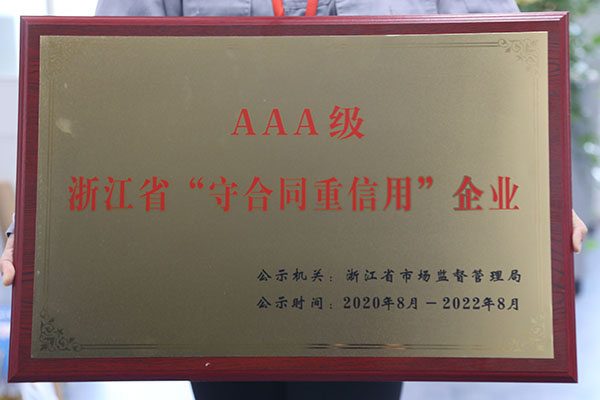 AAA级
浙江省“守合同重信用”企业
公示机关：浙江省市场监督管理局
公示时间：2020年8月－2022年8月